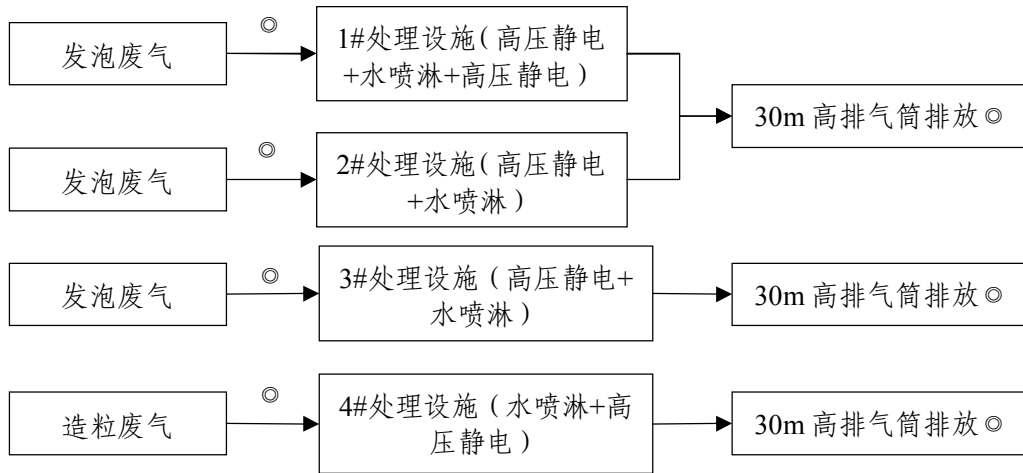 发泡废气
◎
1#处理设施(高压静电
+水喷淋+高压静电)
30m 高排气筒排放◎
发泡废气
◎
2#处理设施(高压静电
+水喷淋)
发泡废气
◎
3#处理设施(高压静电+
水喷淋)
30m 高排气筒排放◎
造粒废气
◎
4#处理设施(水喷淋+高
压静电)
30m 高排气筒排放◎